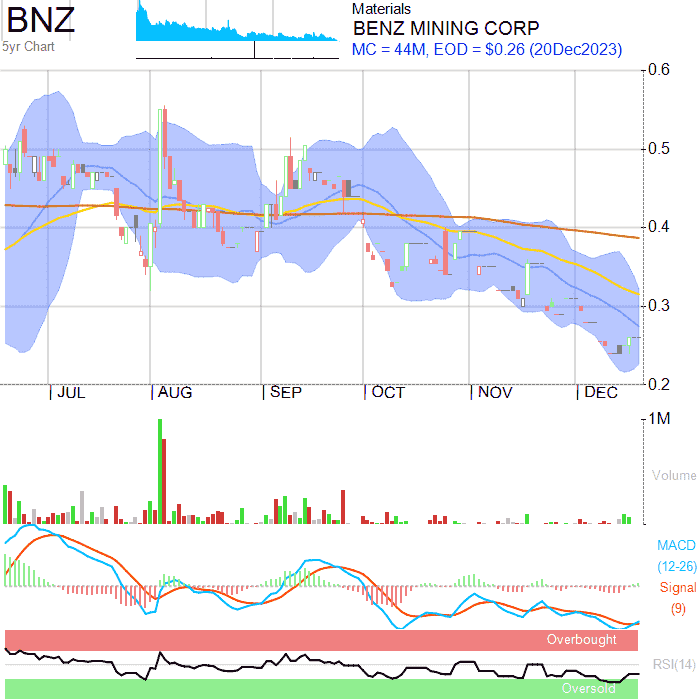 BNZ
5yr Chart
Materials
BENZ MINING CORP
MC = 44M, EOD = $0.26 (20Dec2023)
0.6
0.5
0.4
0.3
0.2
JUL AUG SEP OCT NOV DEC
1M
Volume
MACD
(12-26)
Signal
(9)
Overbought
RSI(14)
Oversold